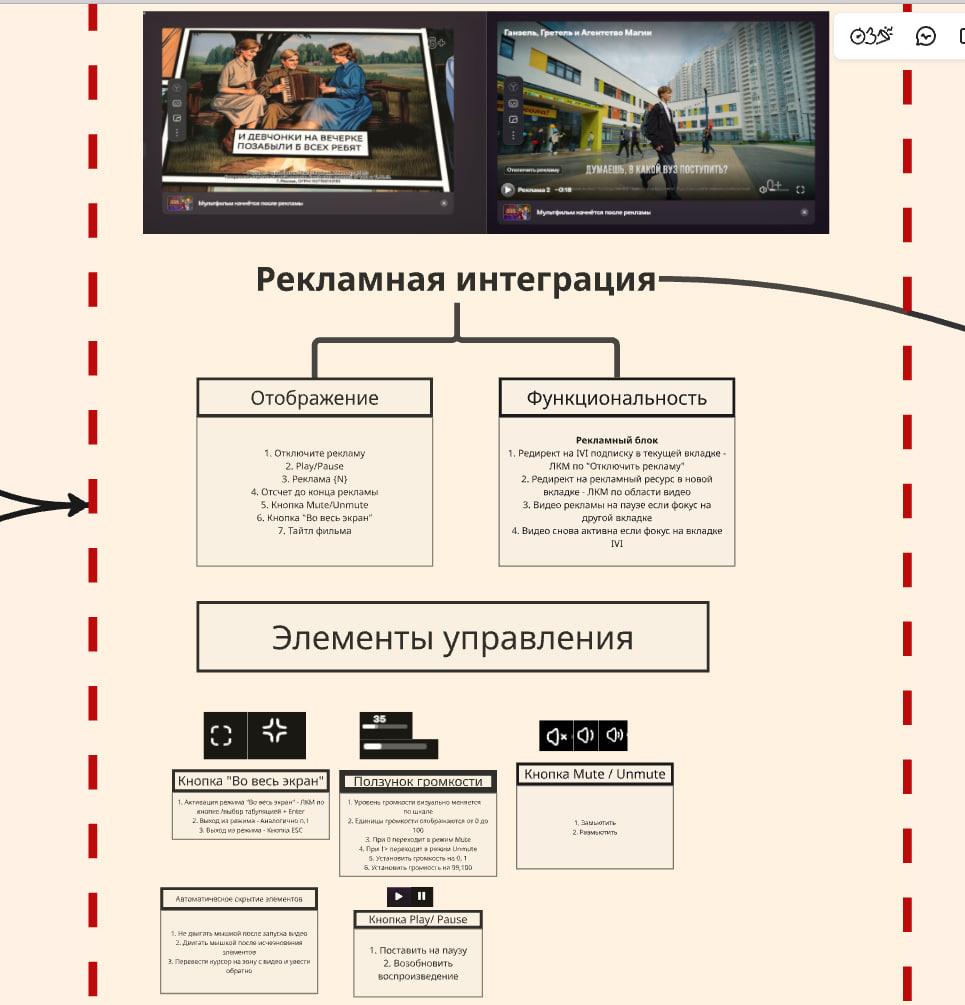 6+
И ДЕВЧОНКИ НА ВЕЧЕРКЕ
ПОЗАБЫЛИ Б ВСЕХ РЕБЯТ
Мультфильм начнётся после рекламы
Ганзель, Гретель и Агентство Магии
ДУМАЕШЬ, В КАКОЙ ВУЗ ПОСТУПИТЬ?
Отключить рекламу
Реклама 2 –0:18
0+
Мультфильм начнётся после рекламы
Рекламная интеграция
Отображение
1. Отключите рекламу
2. Play/Pause
3. Реклама {N}
4. Отсчет до конца рекламы
5. Кнопка Mute/Unmute
6. Кнопка "Во весь экран"
7. Тайтл фильма
Функциональность
Рекламный блок
1. Редирект на IVI подписку в текущей вкладке -
ЛКМ по "Отключить рекламу"
2. Редирект на рекламный ресурс в новой
вкладке - ЛКМ по области видео
3. Видео рекламы на паузе если фокус на
другой вкладке
4. Видео снова активна если фокус на вкладке
IVI
Элементы управления
Кнопка "Во весь экран"
1. Активация режима "Во весь экран" - ЛКМ по
кнопке /выбор табуляцией + Enter
2. Выход из режима - Аналогично п.1
3. Выход из режима - Кнопка ESC
35
Ползунок громкости
1. Уровень громкости визуально меняется
по шкале
2. Единицы громкости отображаются от 0 до
100
3. При 0 переходит в режим Mute
4. При 1> переходит в режим Unmute
5. Установить громкость на 0, 1
6. Установить громкость на 99,100
Кнопка Mute / Unmute
1. Замьютить
2. Размьютить
Автоматическое скрытие элементов
1. Не двигать мышкой после запуска видео
2. Двигать мышкой после исчезновения
элементов
3. Перевести курсор на зону с видео и увести
обратно
Кнопка Play/ Pause
1. Поставить на паузу
2. Возобновить
воспроизведение